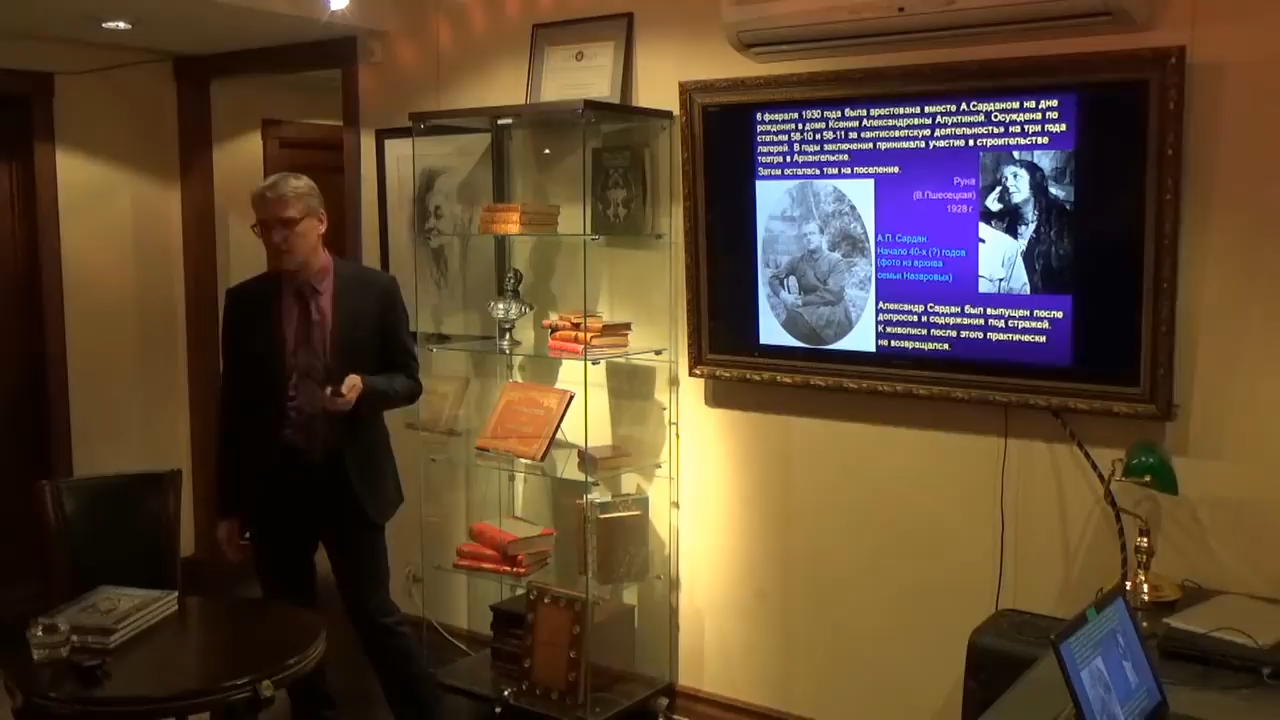 6 февраля 1930 года была арестована вместе А.Сарданом на дне
рождения в доме Ксении Александровны Алухтиной. Осуждена по
статьям 58-10 и 58-11 за «антисоветскую деятельность» на три года
лагерей. В годы заключения принимала участие в строительстве
театра в Архангельске.
Затем осталась там на поселение.
Руна
(В.Пшесецкая)
1928 г.
А.П. Сардан.
Начало 40-х (?) годов
(фото из архива
семьи Назаровых)
Александр Сардан был выпущен после
допросов и содержания под стражей.
К живописи после этого практически
не возвращался.